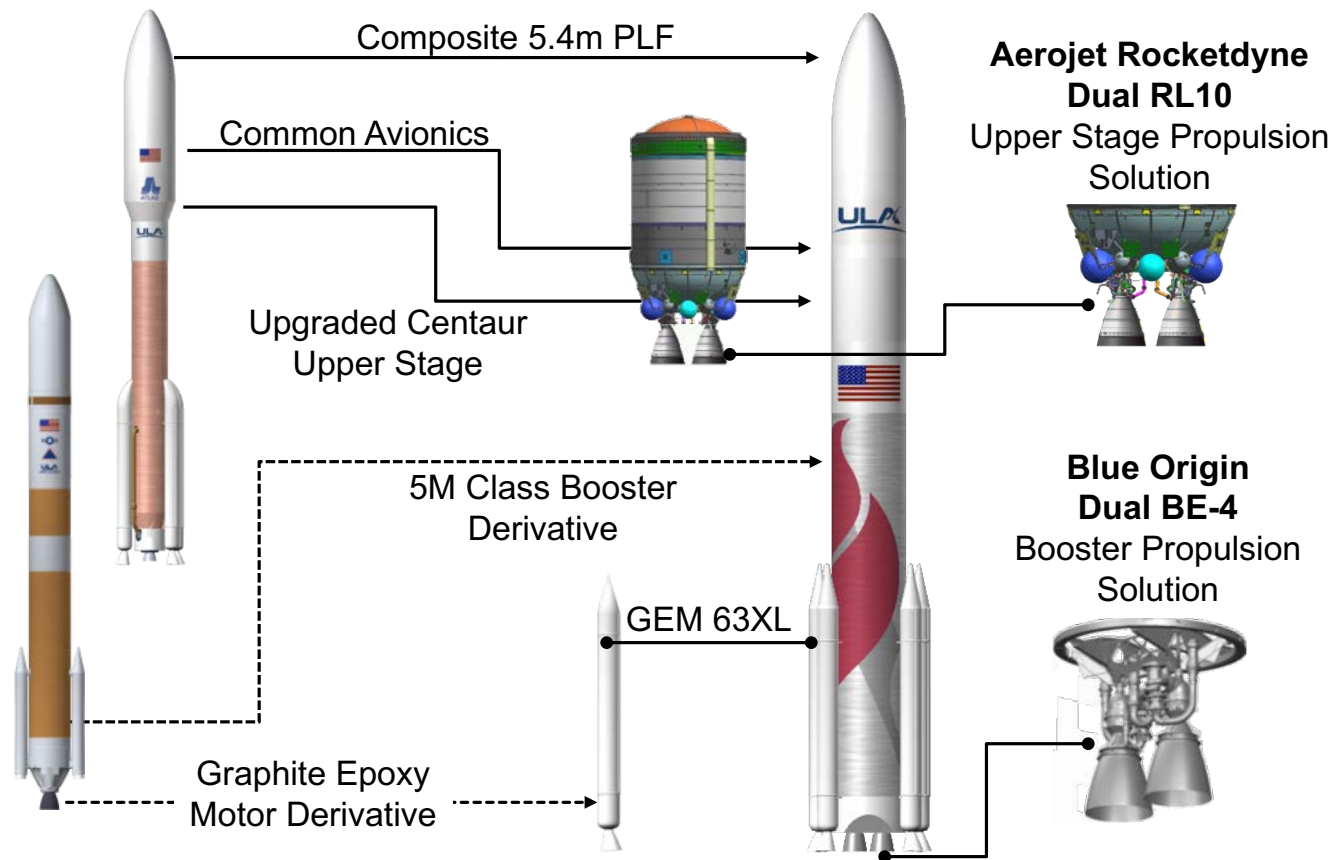 Composite 5.4m PLF
Common Avionics
Upgraded Centaur
Upper Stage
5M Class Booster
Derivative
GEM 63XL
Graphite Epoxy
Motor Derivative
ATLAS
ULA
ULA
ULA
Aerojet Rocketdyne
Dual RL10
Upper Stage Propulsion
Solution
Blue Origin
Dual BE-4
Booster Propulsion
Solution